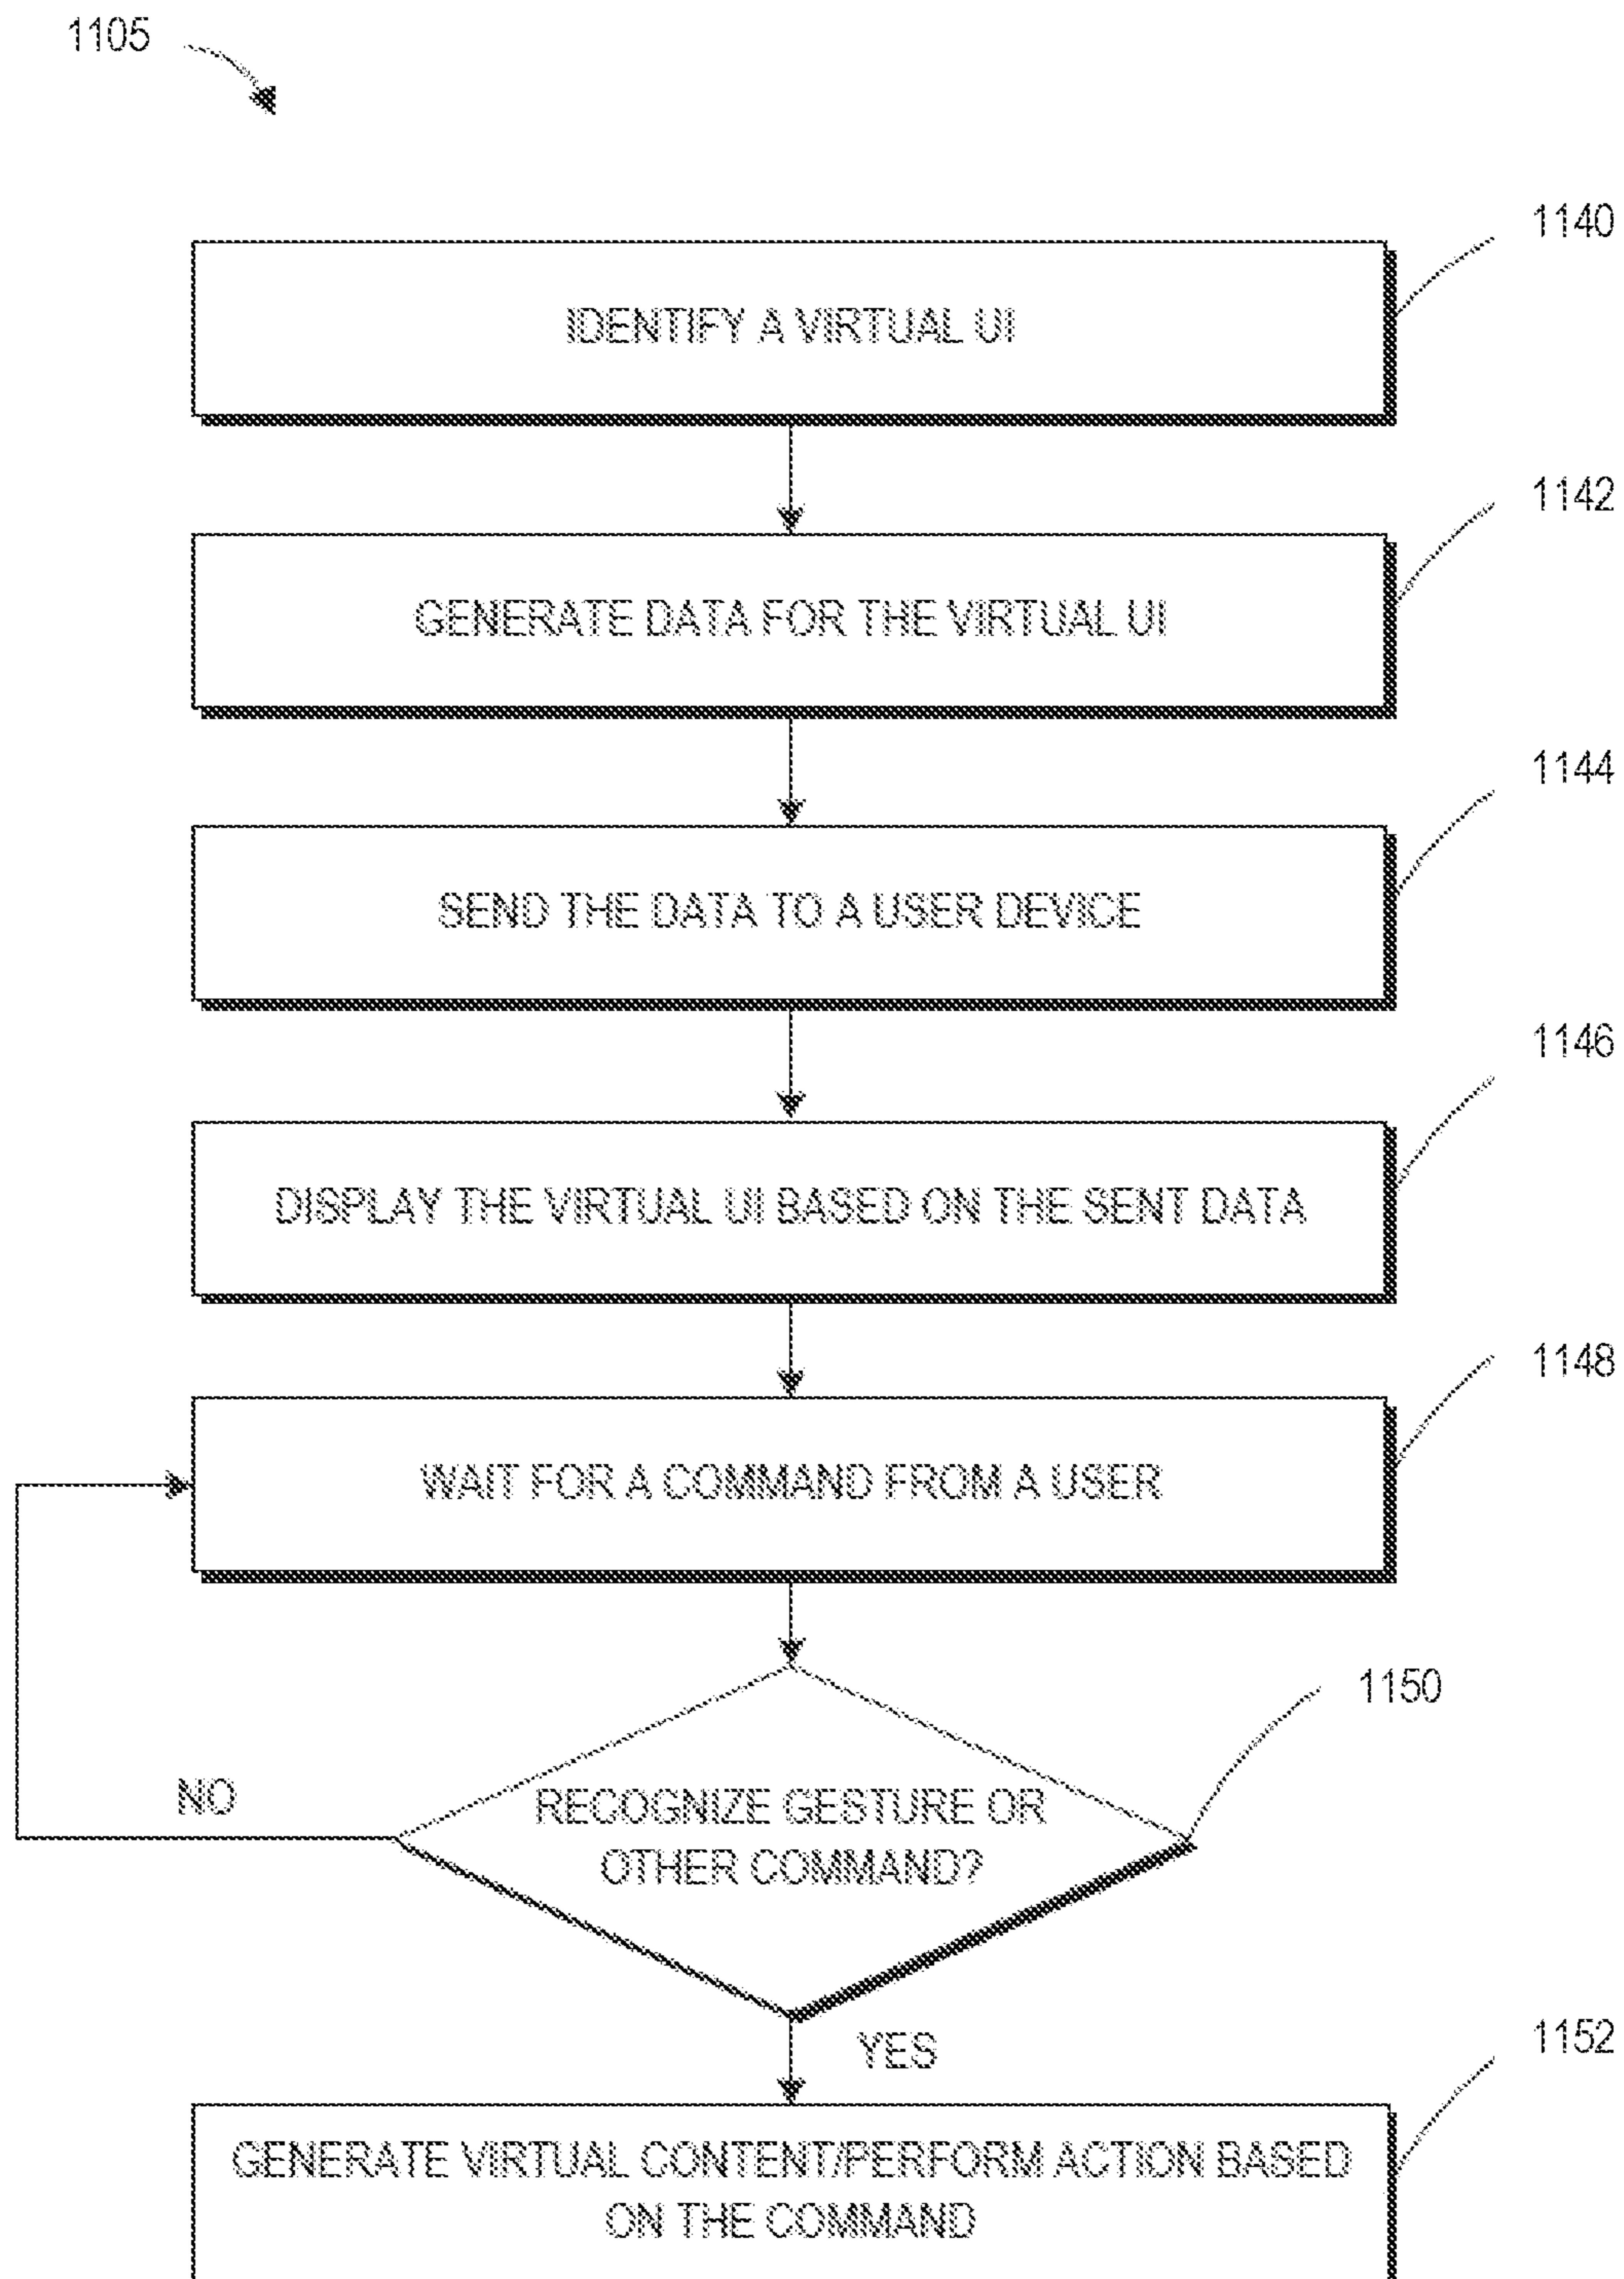 1105
1140
IDENTIFY A VIRTUAL UI
1142
GENERATE DATA FOR THE VIRTUAL UI
1144
SEND THE DATA TO A USER DEVICE
1146
DISPLAY THE VIRTUAL UI BASED ON THE SENT DATA
1148
WAIT FOR A COMMAND FROM A USER
1150
NO
RECOGNIZE GESTURE OR
OTHER COMMAND?
YES
1152
GENERATE VIRTUAL CONTENT/PERFORM ACTION BASED
ON THE COMMAND